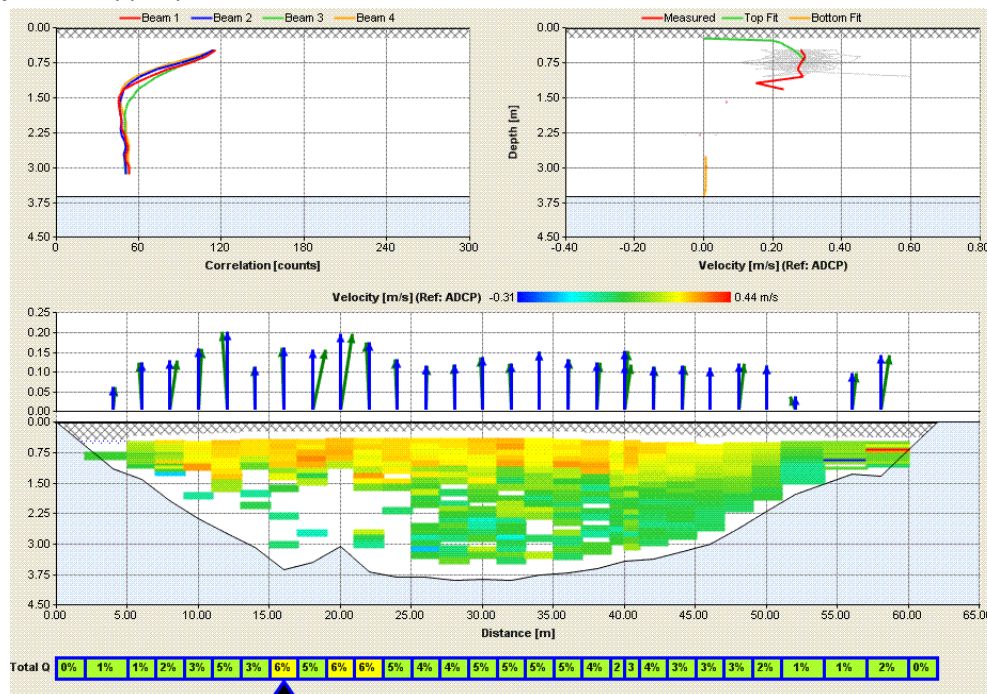 Beam 1 Beam 2 Beam 3 Beam 4
0.00
0.75
1.50
2.25
3.00
3.75
4.50
0 60 120 180 240 300
Correlation [counts]
Measured Top Fit Bottom Fit
Depth [m]
0.00
0.75
1.50
2.25
3.00
3.75
4.50
-0.40 -0.20 0.00 0.20 0.40 0.60 0.80
Velocity [m/s] (Ref: ADCP)
Velocity [m/s] (Ref: ADCP) -0.31 0.44 m/s
0.25
0.20
0.15
0.10
0.05
0.00
0.00
0.75
1.50
2.25
3.00
3.75
4.50
0.00 5.00 10.00 15.00 20.00 25.00 30.00 35.00 40.00 45.00 50.00 55.00 60.00 65.00
Distance [m]
Total Q 0% 1% 1% 2% 3% 5% 3% 6% 5% 6% 6% 5% 4% 4% 5% 5% 5% 5% 4% 2 3 4% 3% 3% 3% 2% 1% 1% 2% 0%